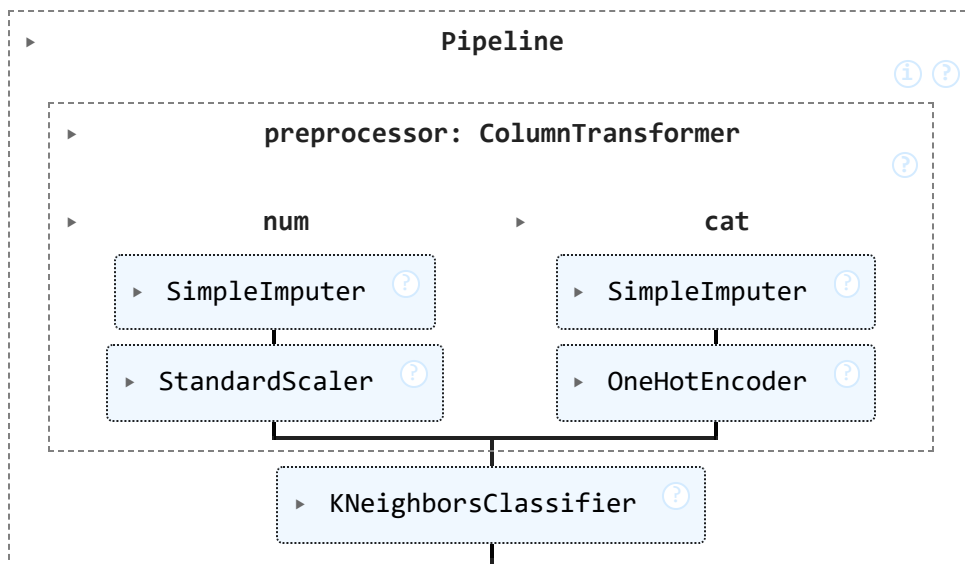 Pipeline
i ?
preprocessor: ColumnTransformer
?
num cat
SimpleImputer ? SimpleImputer ?
StandardScaler ? OneHotEncoder ?
KNeighborsClassifier ?